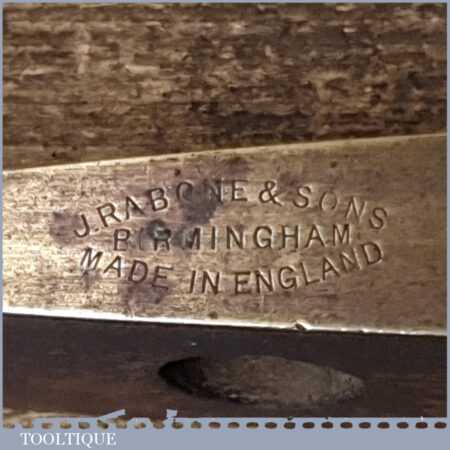 J. RABONE & SONS
BIRMINGHAM
MADE IN ENGLAND
TOOLTIQUE